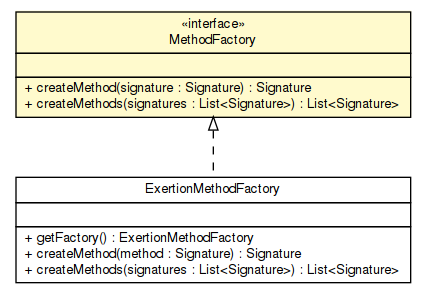 «interface»
MethodFactory
+ createMethod(signature : Signature) : Signature
+ createMethods(signatures : List<Signature>) : List<Signature>
ExertionMethodFactory
+ getFactory() : ExertionMethodFactory
+ createMethod(method : Signature) : Signature
+ createMethods(signatures : List<Signature>) : List<Signature>